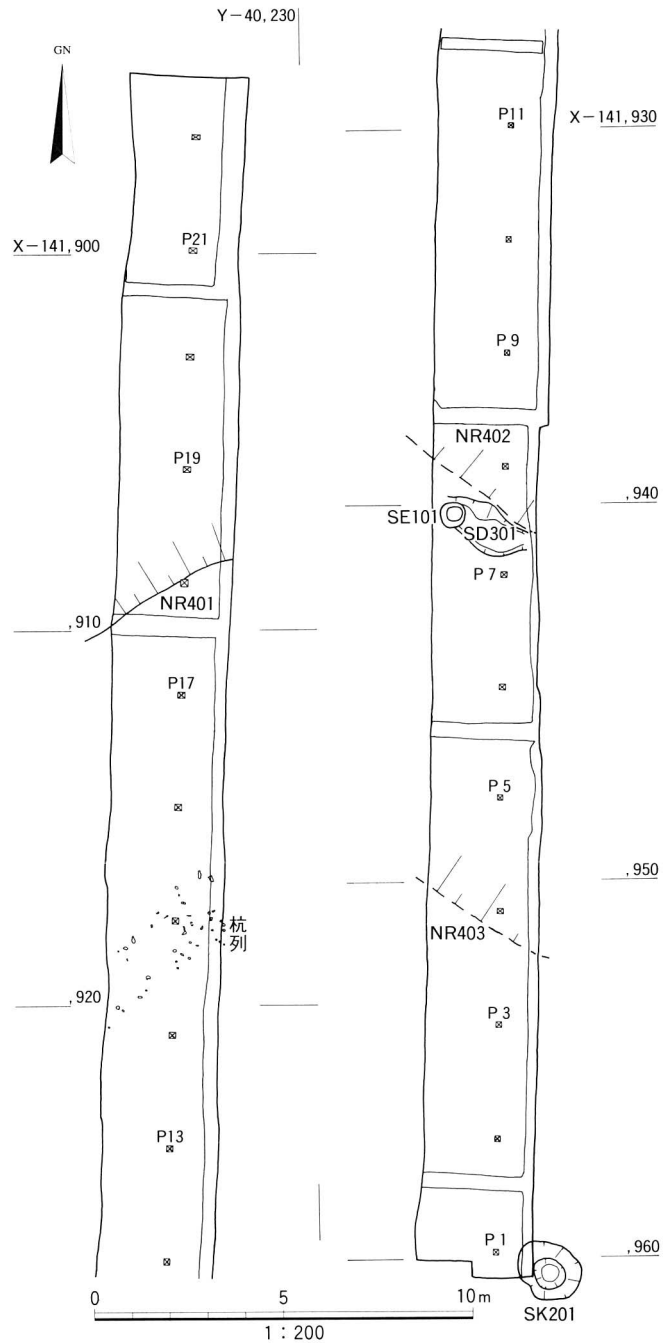 Y－40,230
GN
X－141,900
P21
P19
NR401
,910
P17
杭列
,920
P13
P11
X－141,930
P9
NR402
,940
SE101
SD301
P7
P5
,950
NR403
P3
P1
,960
SK201
0 5 10m
1：200